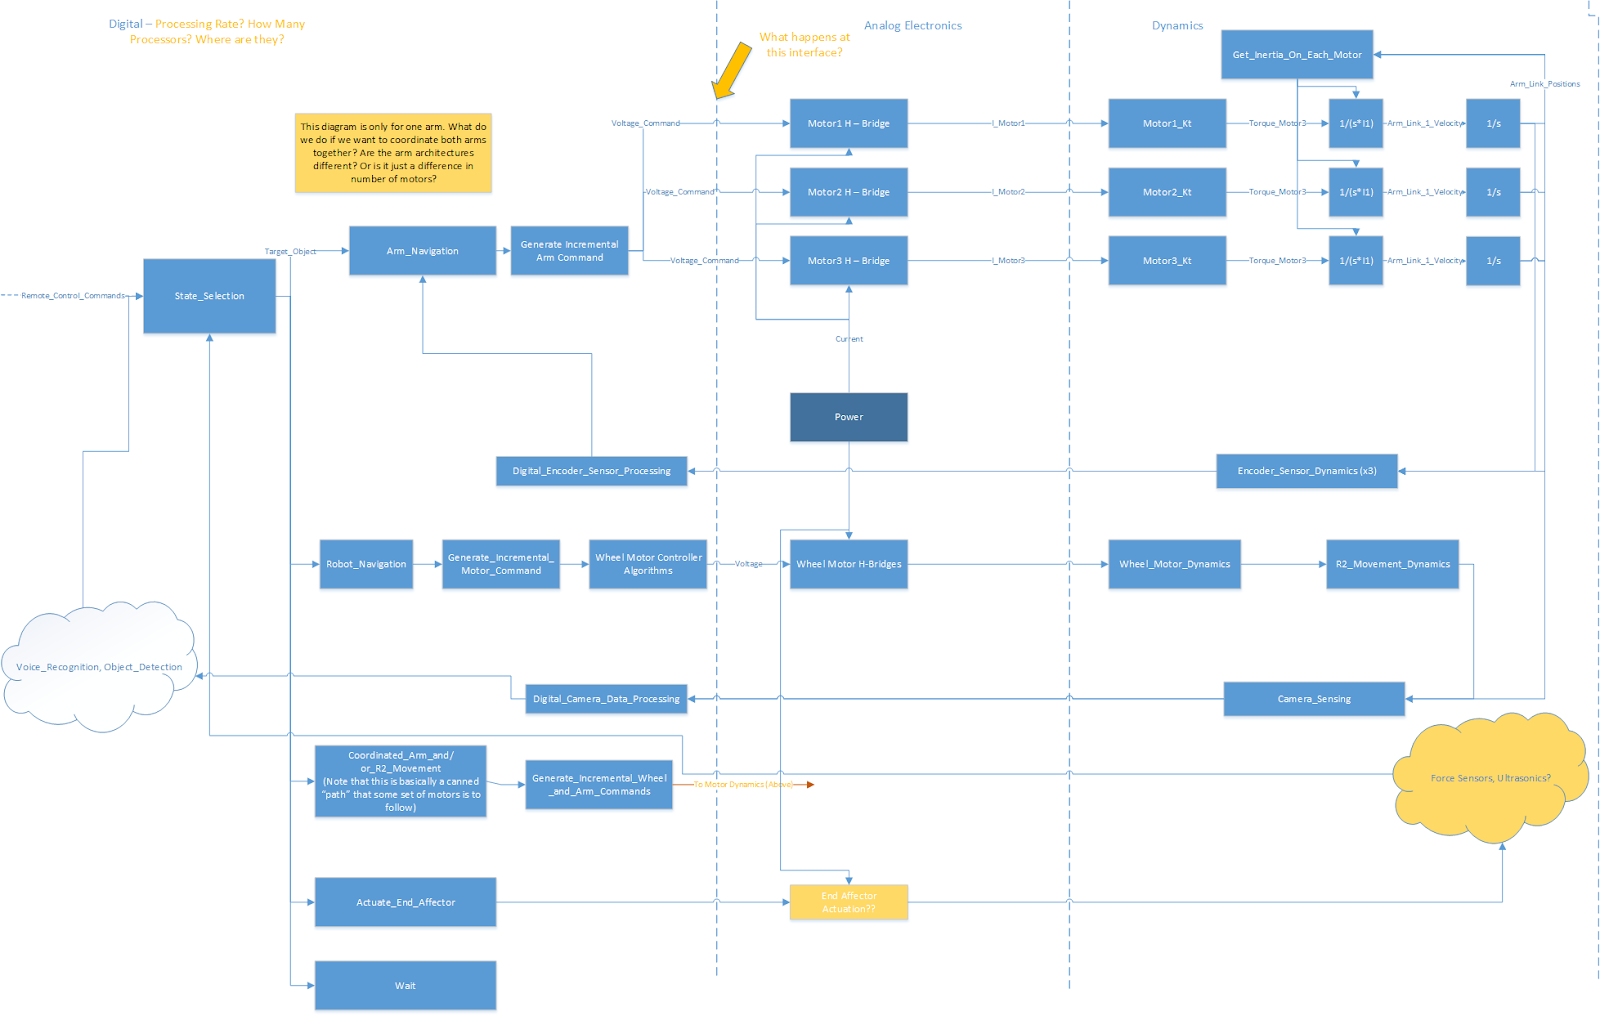 Digital – Processing Rate? How Many
Processors? Where are they?
What happens at
this interface?
Analog Electronics
Dynamics
Get_Inertia_On_Each_Motor
Arm_Link_Positions
This diagram is only for one arm. What do
we do if we want to coordinate both arms
together? Are the arm architectures
different? Or is it just a difference in
number of motors?
Voltage_Command
Motor1 H – Bridge
I_Motor1
Motor1_Kt
Torque_Motor3
1/(s*I1)
Arm_Link_1_Velocity
1/s
Voltage_Command
Motor2 H – Bridge
I_Motor2
Motor2_Kt
Torque_Motor3
1/(s*I1)
Arm_Link_1_Velocity
1/s
Target_Object
Arm_Navigation
Generate Incremental
Arm Command
Voltage_Command
Motor3 H – Bridge
I_Motor3
Motor3_Kt
Torque_Motor3
1/(s*I1)
Arm_Link_1_Velocity
1/s
Remote_Control_Commands
State_Selection
Current
Power
Digital_Encoder_Sensor_Processing
Encoder_Sensor_Dynamics (x3)
Robot_Navigation
Generate_Incremental_
Motor_Command
Wheel Motor Controller
Algorithms
Voltage
Wheel Motor H-Bridges
Wheel_Motor_Dynamics
R2_Movement_Dynamics
Voice_Recognition, Object_Detection
Digital_Camera_Data_Processing
Camera_Sensing
Coordinated_Arm_and/
or_R2_Movement
(Note that this is basically a canned
“path” that some set of motors is to
follow)
Generate_Incremental_Wheel
_and_Arm_Commands
To Motor Dynamics (Above)
Force Sensors, Ultrasonics?
Actuate_End_Affector
End Affector
Actuation??
Wait